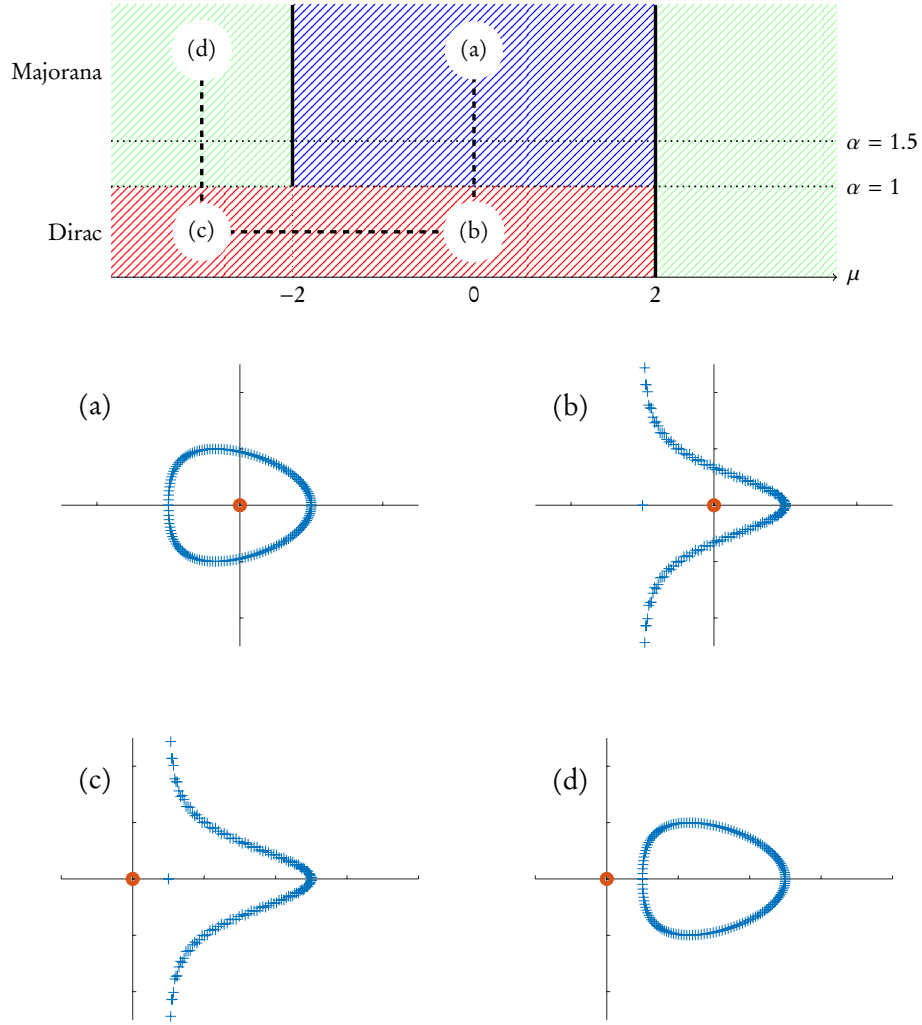 (d) (a)
Majorana
α = 1.5
α = 1
Dirac (c) (b)
μ
−2 0 2
(a) (b)
(c) (d)